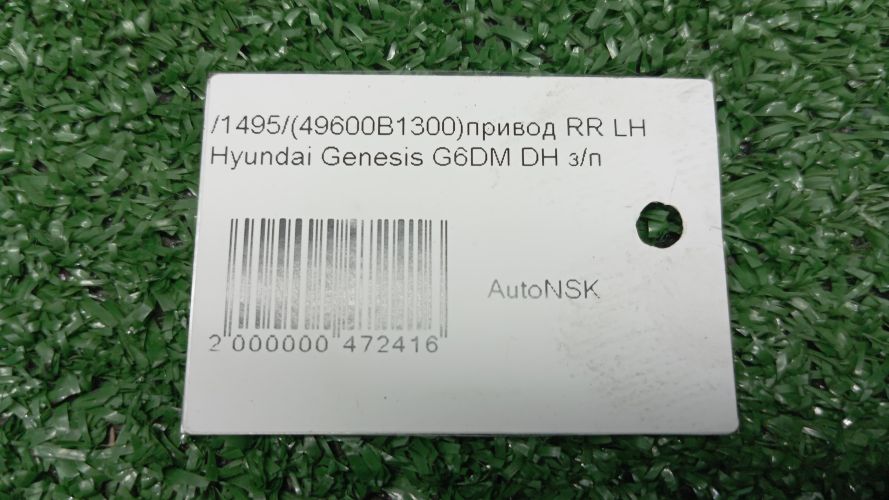 /1495/(49600B1300)привод RR LH
Hyundai Genesis G6DM DH з/п
AutoNSK
2 000000 472416